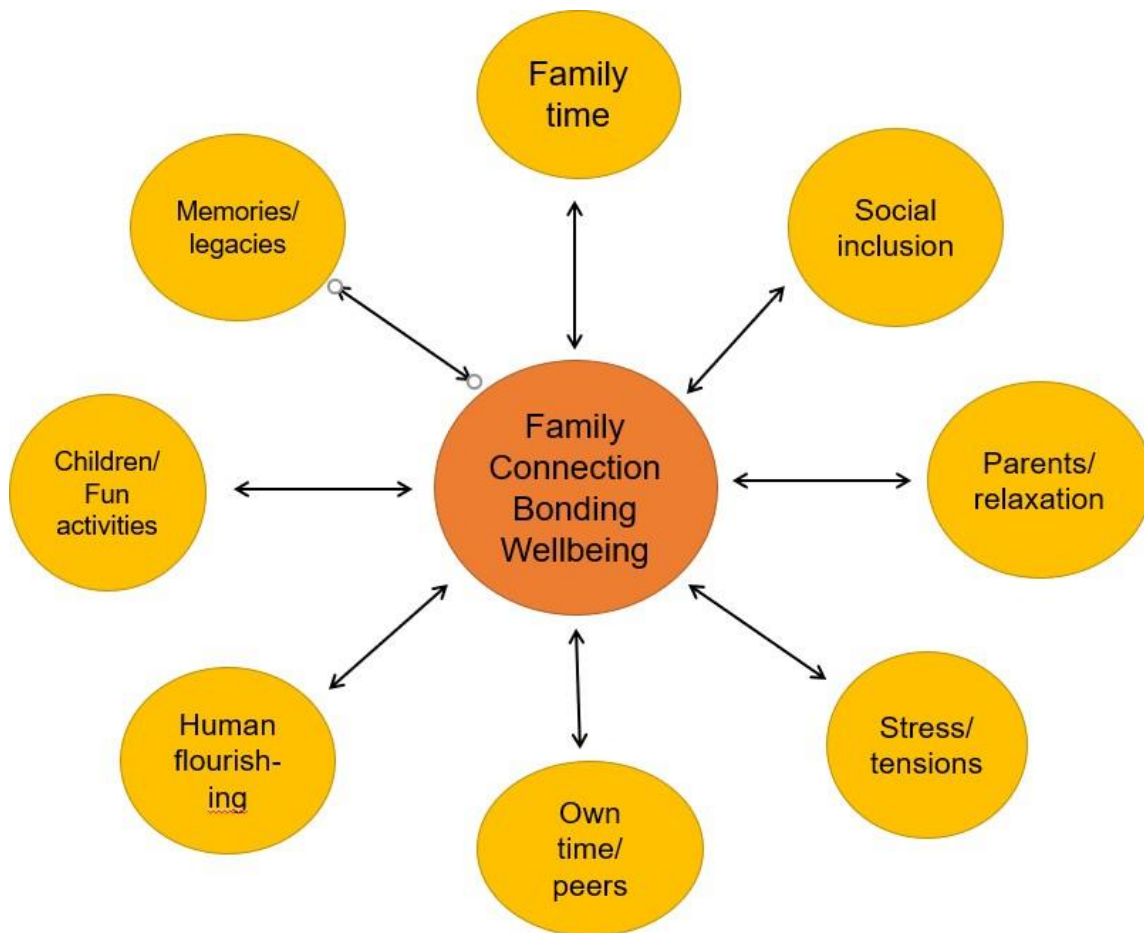 Family
time
Social
inclusion
Memories/
legacies
Family
Connection
Bonding
Wellbeing
Parents/
relaxation
Children/
Fun
activities
Human
flourish-
ing
Stress/
tensions
Own
time/
peers